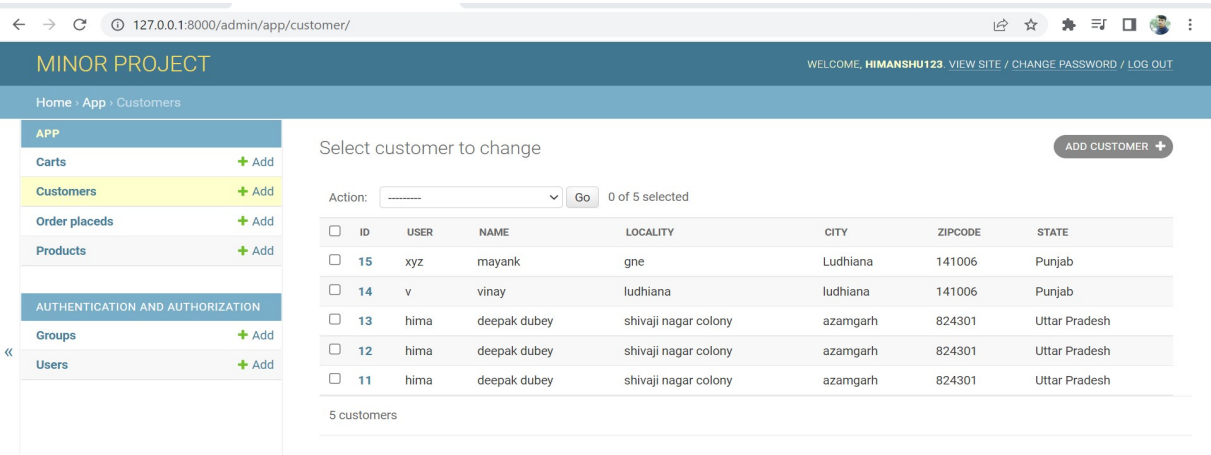 127.0.0.1:8000/admin/app/customer/
MINOR PROJECT
WELCOME, HIMANSHU123. VIEW SITE / CHANGE PASSWORD / LOG OUT
Home › App › Customers
APP
Carts + Add
Customers + Add
Order placeds + Add
Products + Add
AUTHENTICATION AND AUTHORIZATION
Groups + Add
Users + Add
«
Select customer to change
ADD CUSTOMER +
Action: --------- Go 0 of 5 selected
ID USER NAME LOCALITY CITY ZIPCODE STATE
15 xyz mayank gne Ludhiana 141006 Punjab
14 v vinay ludhiana ludhiana 141006 Punjab
13 hima deepak dubey shivaji nagar colony azamgarh 824301 Uttar Pradesh
12 hima deepak dubey shivaji nagar colony azamgarh 824301 Uttar Pradesh
11 hima deepak dubey shivaji nagar colony azamgarh 824301 Uttar Pradesh
5 customers